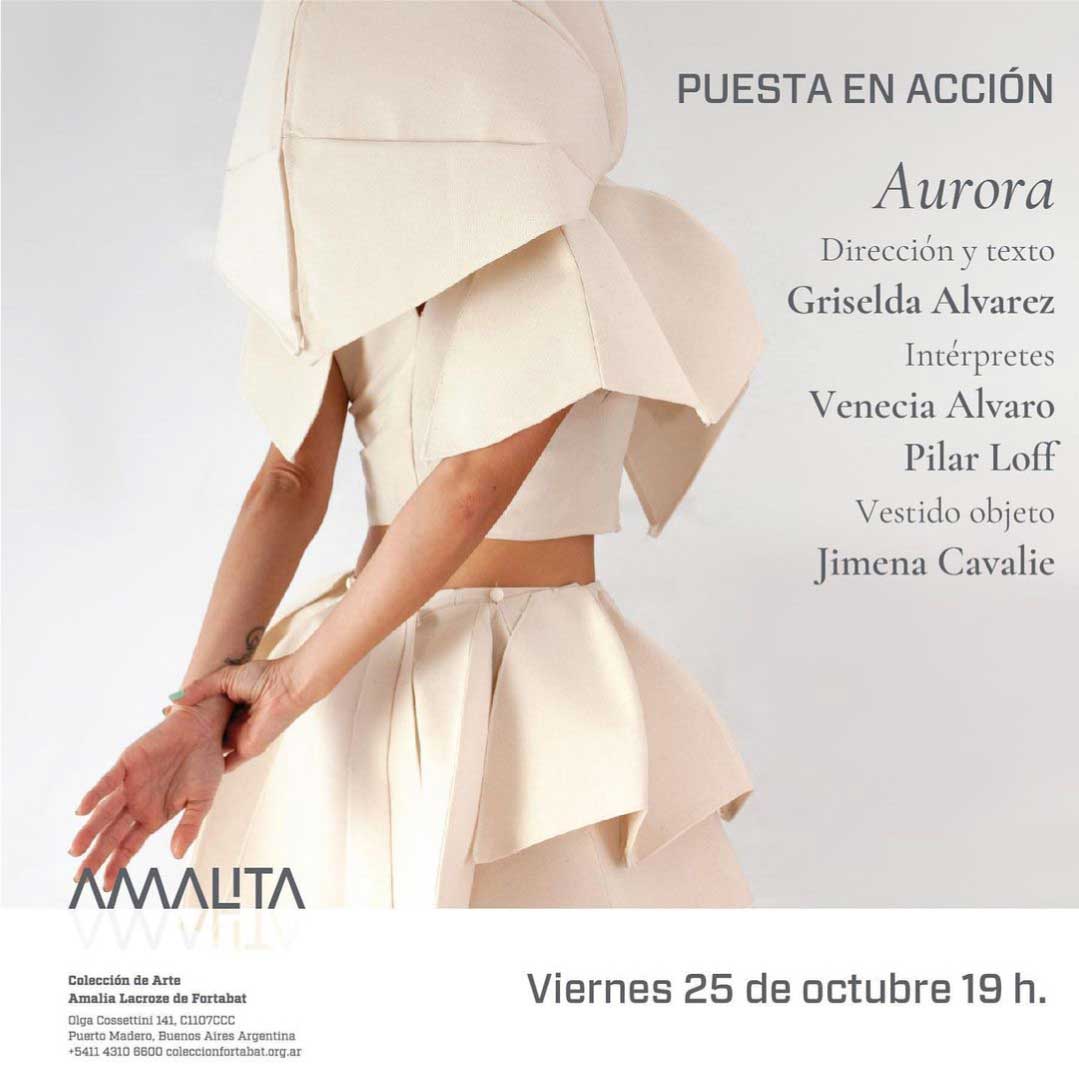 PUESTA EN ACCIÓN
Aurora
Dirección y texto
Griselda Alvarez
Intérpretes
Venecia Alvaro
Pilar Loff
Vestido objeto
Jimena Cavalie
AMALITA
Colección de Arte
Amalia Lacroze de Fortabat
Olga Cossettini 141, C1107CCC
Puerto Madero, Buenos Aires Argentina
+5411 4310 6600 coleccionfortabat.org.ar
Viernes 25 de octubre 19 h.